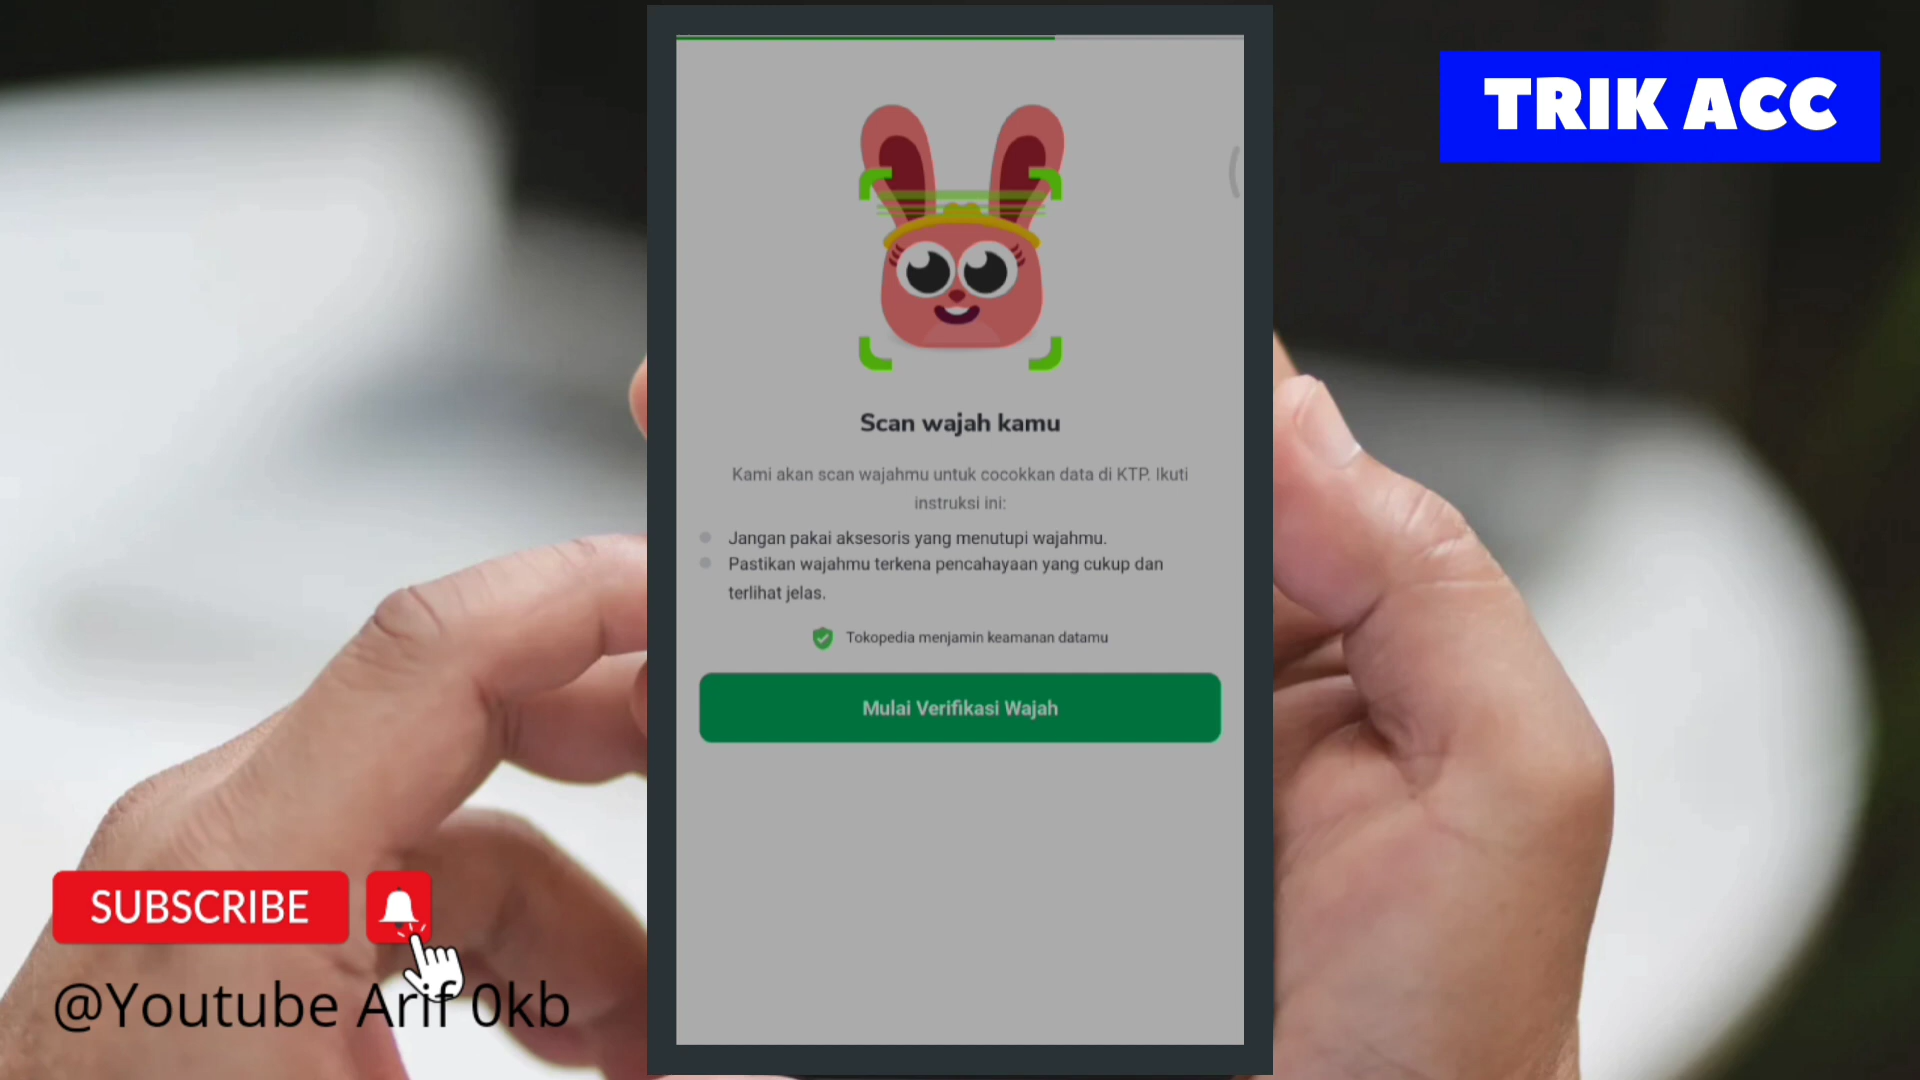 TRIK ACC
Scan wajah kamu
Kami akan scan wajahmu untuk cocokkan data di KTP. Ikuti
instruksi ini:
Jangan pakai aksesoris yang menutupi wajahmu.
Pastikan wajahmu terkena pencahayaan yang cukup dan
terlihat jelas.
Tokopedia menjamin keamanan datamu
Mulai Verifikasi Wajah
SUBSCRIBE
@Youtube Arif 0kb